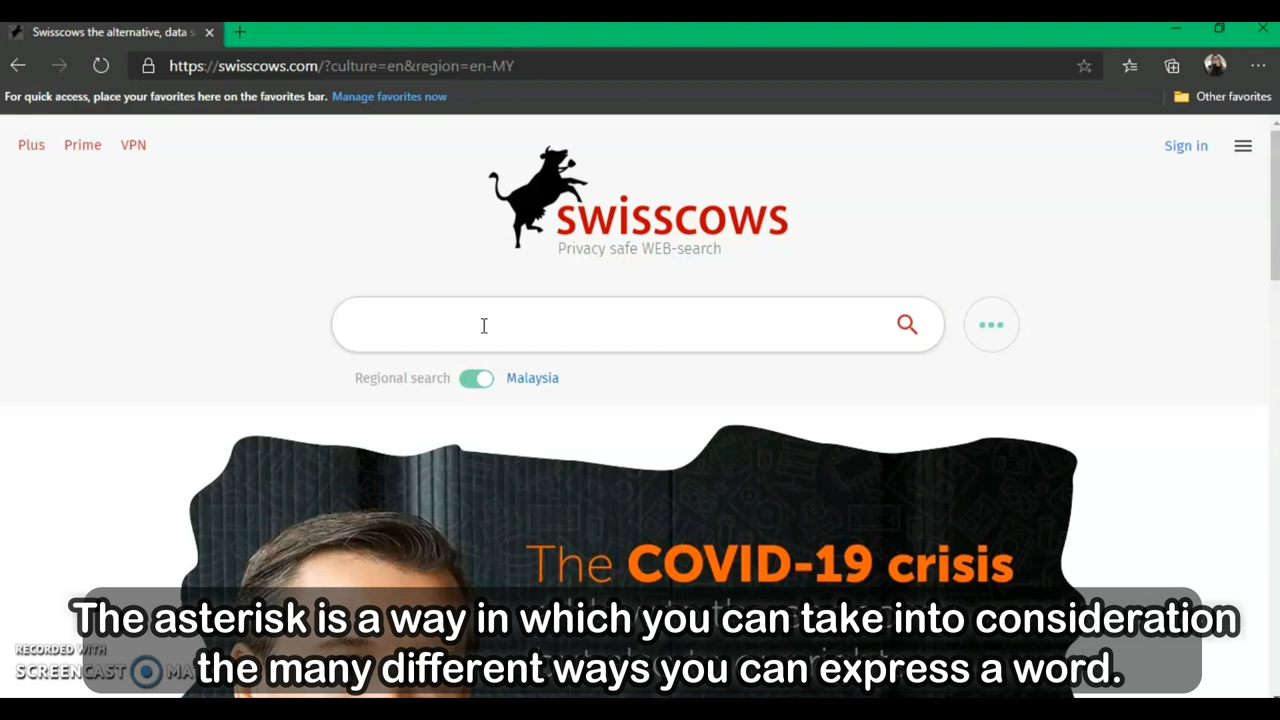 Swisscows the alternative, data s
https://swisscows.com/?culture=en&region=en-MY
For quick access, place your favorites here on the favorites bar. Manage favorites now
Other favorites
Plus Prime VPN
Sign in
swisscows
Privacy safe WEB-search
Regional search Malaysia
The COVID-19 crisis
The asterisk is a way in which you can take into consideration
the many different ways you can express a word.
RECORDED WITH
SCREENCAST MA